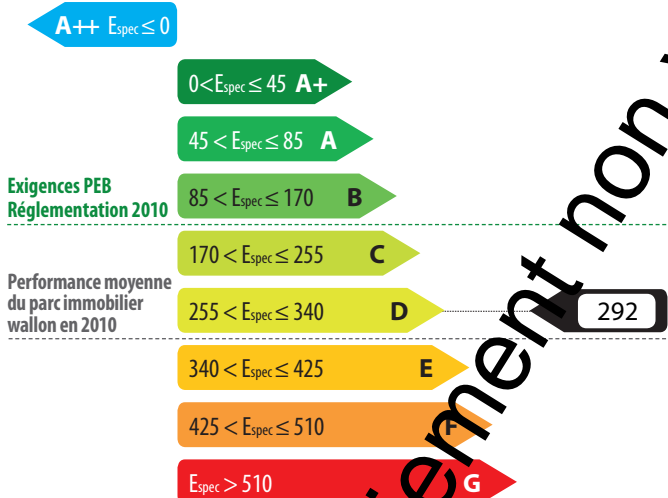 A++ Espec ≤ 0
0<Espec ≤ 45 A+
45 < Espec ≤ 85 A
Exigences PEB
Réglementation 2010
85 < Espec ≤ 170 B
170 < Espec ≤ 255 C
Performance moyenne
du parc immobilier
wallon en 2010
255 < Espec ≤ 340 D
292
340 < Espec ≤ 425 E
425 < Espec ≤ 510 F
Espec > 510 G
non